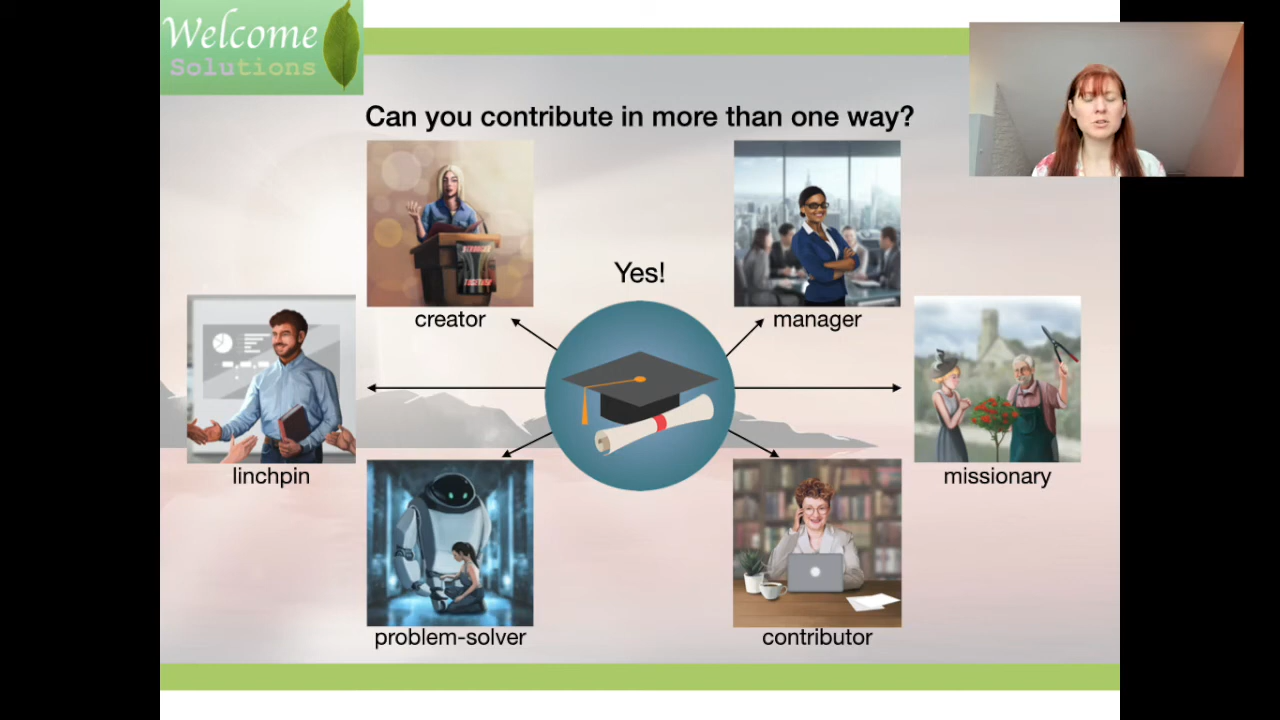 Welcome
Solutions
Can you contribute in more than one way?
Yes!
creator
manager
linchpin
missionary
problem-solver
contributor